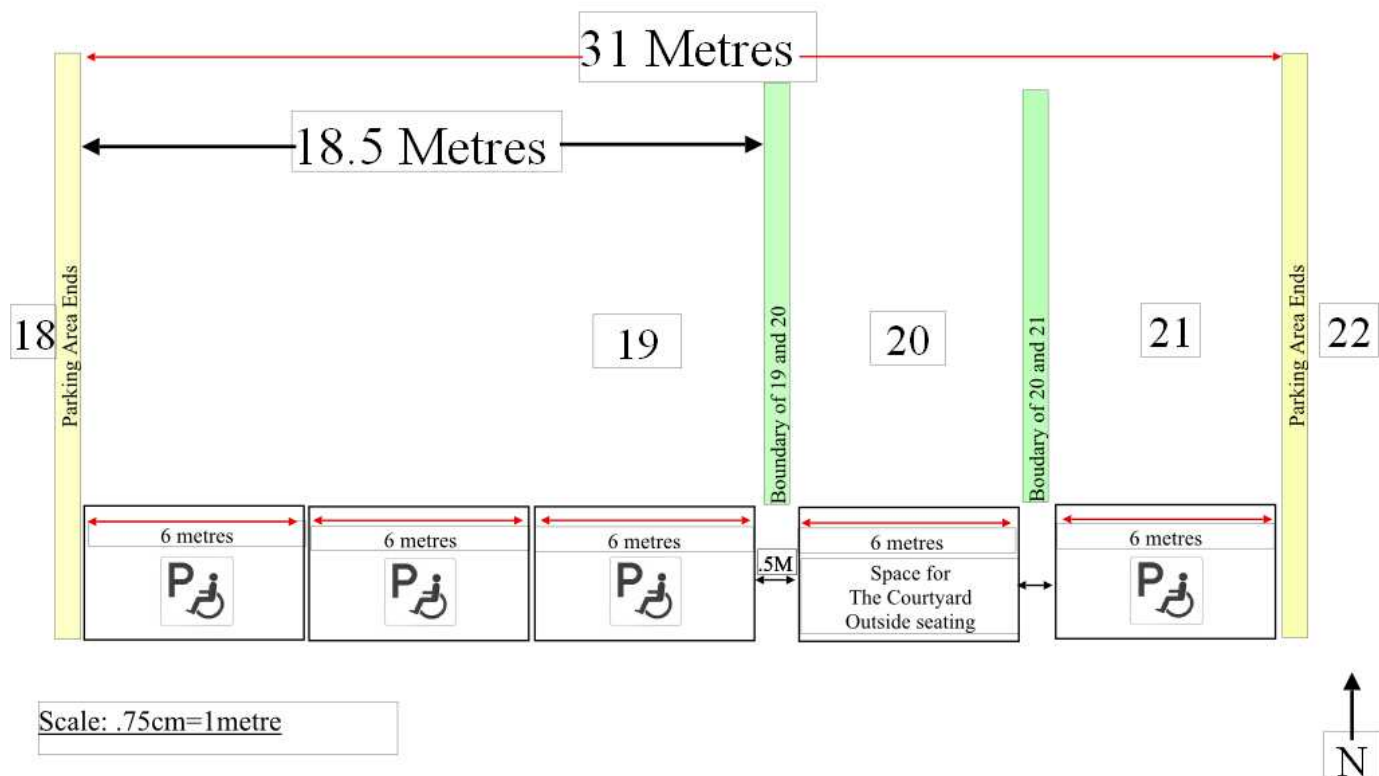 31 Metres
18.5 Metres
Parking Area Ends
18
19
Boundary of 19 and 20
20
Boudary of 20 and 21
21
Parking Area Ends
22
6 metres
6 metres
6 metres
.5M
6 metres
6 metres
P
P
P
Space for
The Courtyard
Outside seating
P
Scale: .75cm=1metre
N